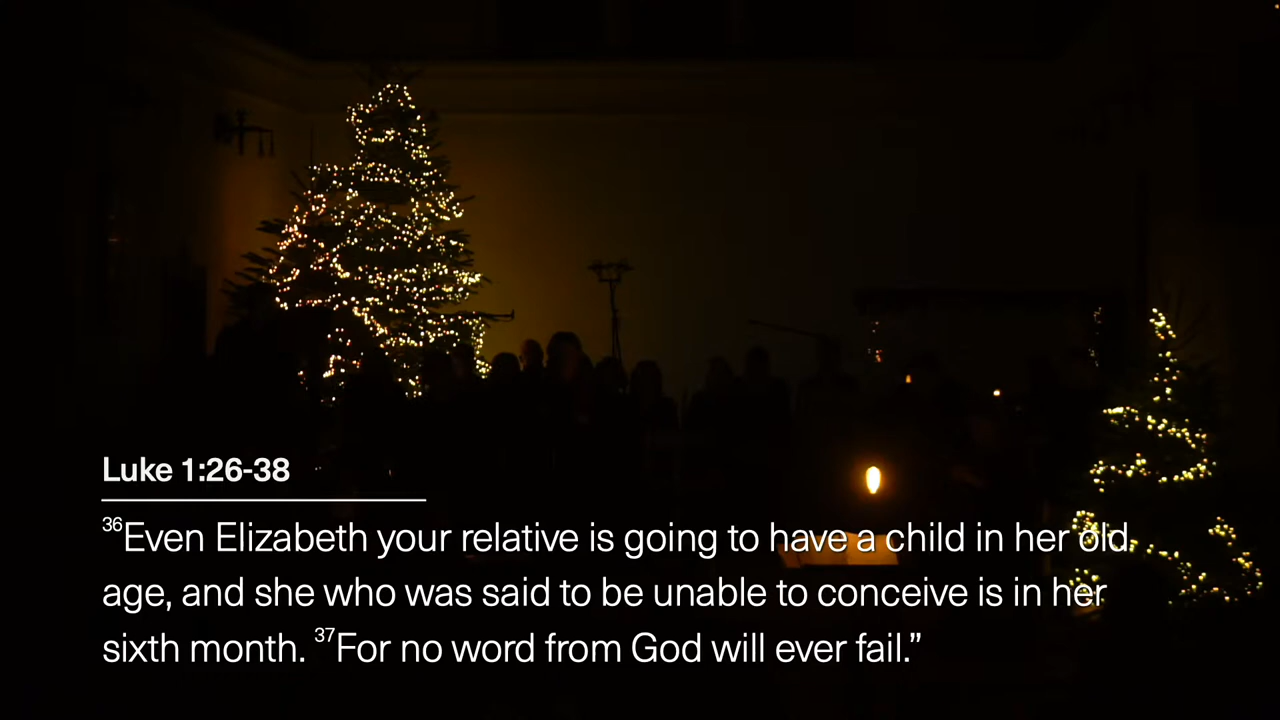 Luke 1:26-38
³⁶Even Elizabeth your relative is going to have a child in her old
age, and she who was said to be unable to conceive is in her
sixth month. ³⁷For no word from God will ever fail.”